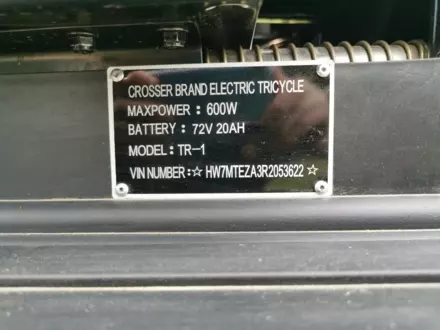 CROSSER BRAND ELECTRIC TRICYCLE
MAXPOWER : 600W
BATTERY : 72V 20AH
MODEL: TR-1
VIN NUMBER:☆ HW7MTEZA3R2053622 ☆